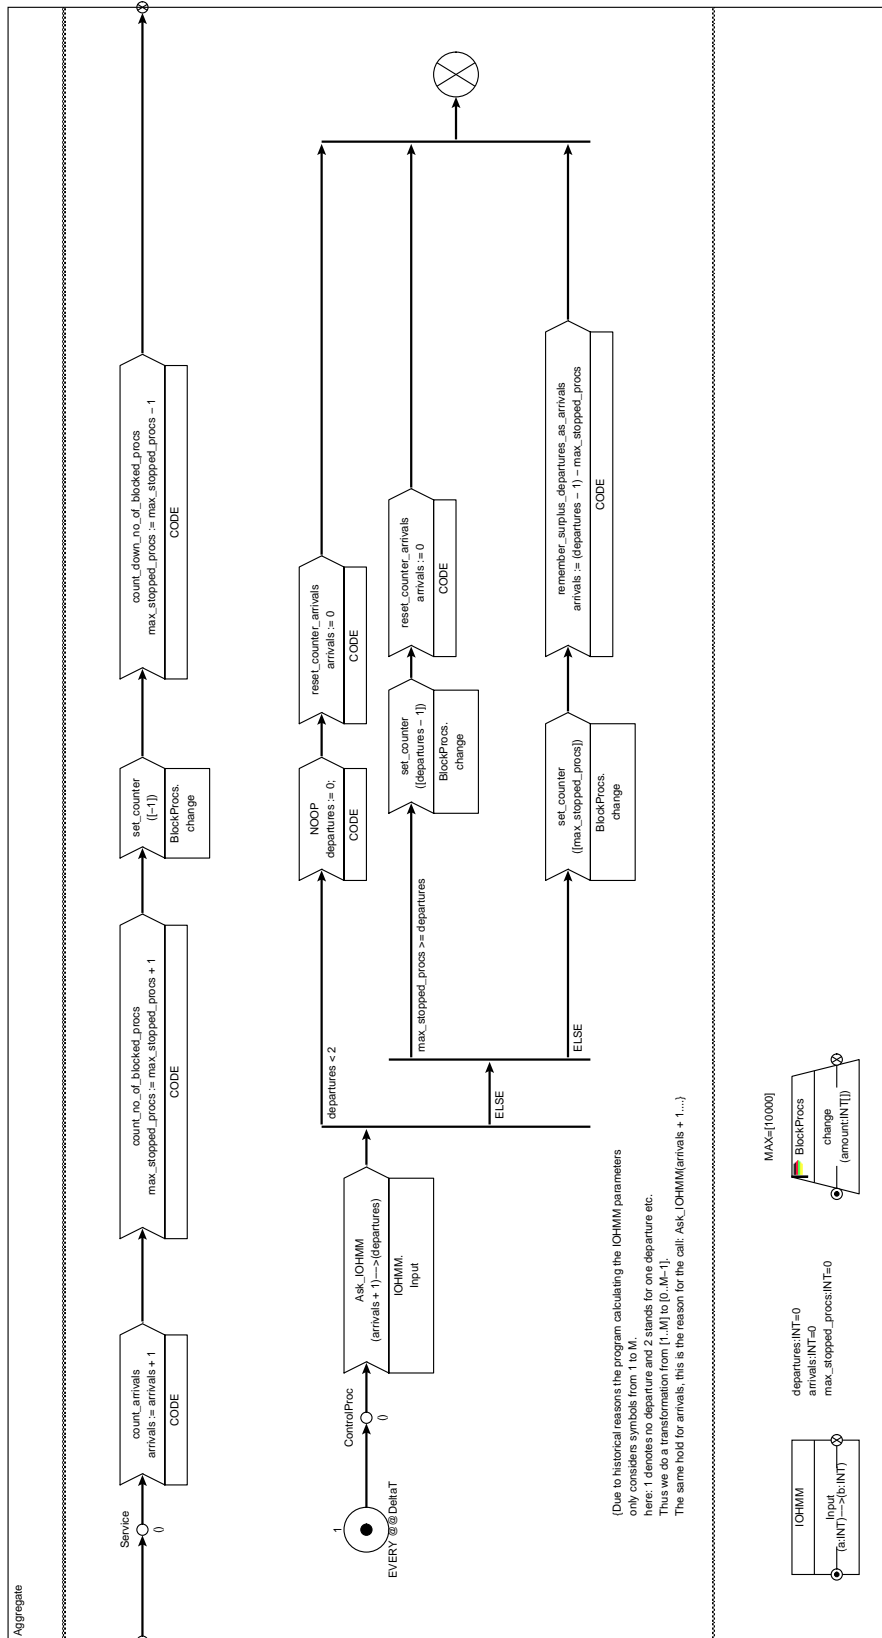 Aggregate
Service
0
count_arrivals
arrivals := arrivals + 1
CODE
count_no_of_blocked_procs
max_stopped_procs := max_stopped_procs + 1
CODE
set_counter
([−1])
BlockProcs.
change
count_down_no_of_blocked_procs
max_stopped_procs := max_stopped_procs − 1
CODE
1
EVERY @@DeltaT
ControlProc
0
Ask_IOHMM
(arrivals + 1)−−−>(departures)
IOHMM.
Input
departures < 2
NOOP
departures := 0;
CODE
reset_counter_arrivals
arrivals := 0
CODE
ELSE
max_stopped_procs >= departures
set_counter
([departures − 1])
BlockProcs.
change
reset_counter_arrivals
arrivals := 0
CODE
ELSE
set_counter
([max_stopped_procs])
BlockProcs.
change
remember_surplus_departures_as_arrivals
arrivals := (departures − 1) − max_stopped_procs
CODE
{Due to historical reasons the program calculating the IOHMM parameters
only considers symbols from 1 to M.
here: 1 denotes no departure and 2 stands for one departure etc.
Thus we do a transformation from [1..M] to [0..M−1].
The same hold for arrivals, this is the reason for the call: Ask_IOHMM(arrivals + 1....}
IOHMM
Input
(a:INT)−−−>(b:INT)
departures:INT=0
arrivals:INT=0
max_stopped_procs:INT=0
MAX=[10000]
BlockProcs
change
(amount:INT[])